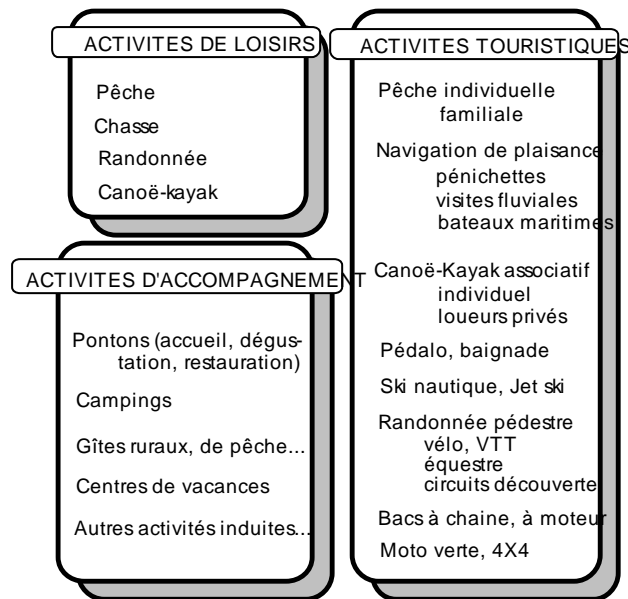 ACTIVITES DE LOISIRS
Pêche
Chasse
Randonnée
Canoë-kayak
ACTIVITES D'ACCOMPAGNEMENT
Pontons (accueil, dégus-
tation, restauration)
Campings
Gîtes ruraux, de pêche...
Centres de vacances
Autres activités induites...
ACTIVITES TOURISTIQUES
Pêche individuelle
familiale
Navigation de plaisance
pénichettes
visites fluviales
bateaux maritimes
Canoë-Kayak associatif
individuel
loueurs privés
Pédalo, baignade
Ski nautique, Jet ski
Randonnée pédestre
vélo, VTT
équestre
circuits découverte
Bacs à chaine, à moteur
Moto verte, 4X4